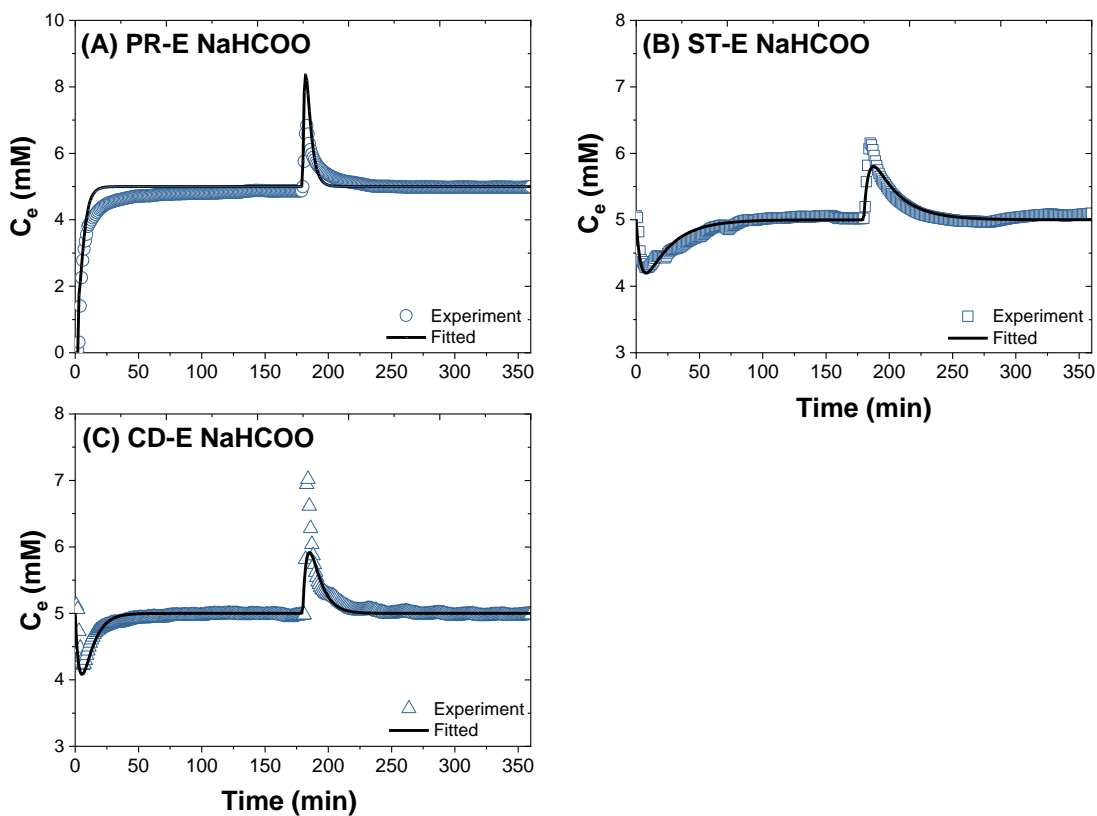 (A) PR-E NaHCOO
10
8
6
4
2
0
Cₑ (mM)
Experiment
Fitted
0 50 100 150 200 250 300 350
(B) ST-E NaHCOO
8
7
6
5
4
3
Cₑ (mM)
Experiment
Fitted
0 50 100 150 200 250 300 350
Time (min)
(C) CD-E NaHCOO
8
7
6
5
4
3
Cₑ (mM)
Experiment
Fitted
0 50 100 150 200 250 300 350
Time (min)